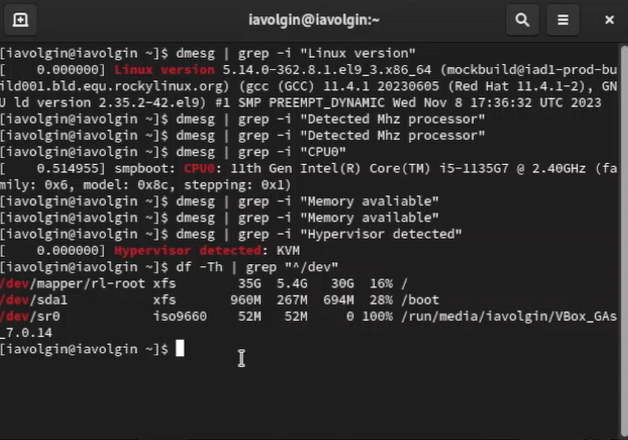 iavolgin@iavolgin:~
[iavolgin@iavolgin ~]$ dmesg | grep -i "Linux version"
[    0.000000] Linux version 5.14.0-362.8.1.el9_3.x86_64 (mockbuild@iad1-prod-bu
ild001.bld.equ.rockylinux.org) (gcc (GCC) 11.4.1 20230605 (Red Hat 11.4.1-2), GN
U ld version 2.35.2-42.el9) #1 SMP PREEMPT_DYNAMIC Wed Nov 8 17:36:32 UTC 2023
[iavolgin@iavolgin ~]$ dmesg | grep -i "Detected Mhz processor"
[iavolgin@iavolgin ~]$ dmesg | grep -i "Detected Mhz processor"
[iavolgin@iavolgin ~]$ dmesg | grep -i "CPU0"
[    0.514955] smpboot: CPU0: 11th Gen Intel(R) Core(TM) i5-1135G7 @ 2.40GHz (fa
mily: 0x6, model: 0x8c, stepping: 0x1)
[iavolgin@iavolgin ~]$ dmesg | grep -i "Memory avaliable"
[iavolgin@iavolgin ~]$ dmesg | grep -i "Memory available"
[iavolgin@iavolgin ~]$ dmesg | grep -i "Hypervisor detected"
[    0.000000] Hypervisor detected: KVM
[iavolgin@iavolgin ~]$ df -Th | grep "^/dev"
/dev/mapper/rl-root xfs       35G  5.4G   30G  16% /
/dev/sda1           xfs      960M  267M  694M  28% /boot
/dev/sr0            iso9660   52M   52M     0 100% /run/media/iavolgin/VBox_GAs
_7.0.14
[iavolgin@iavolgin ~]$